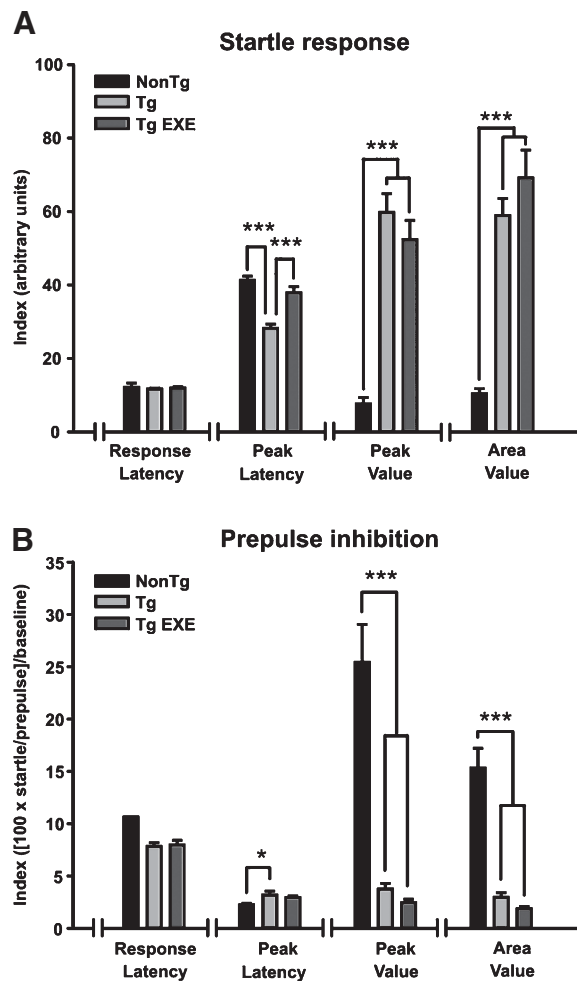 A
Startle response
Index (arbitrary units)
100
80
60
40
20
0
NonTg
Tg
Tg EXE
***
***
***
***
Response Latency
Peak Latency
Peak Value
Area Value
B
Prepulse inhibition
Index ([100 x startle/prepulse]/baseline)
35
30
25
20
15
10
5
0
NonTg
Tg
Tg EXE
*
***
***
Response Latency
Peak Latency
Peak Value
Area Value